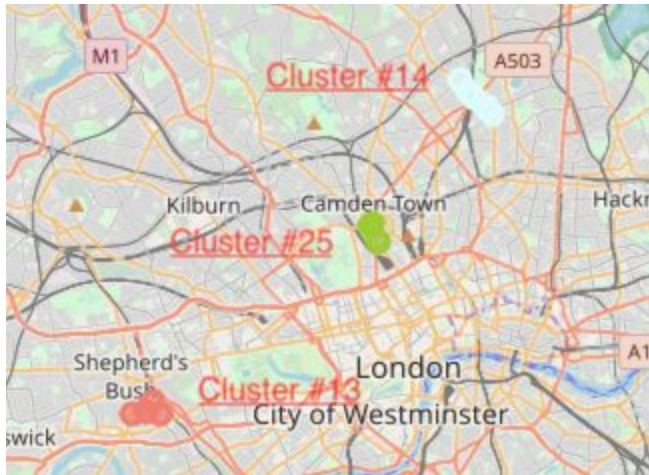 M1
Cluster #14
A503
Kilburn
Camden Town
Hackr
Cluster #25
Shepherd's
Bush
London
A1
Cluster #13
City of Westminster
swick